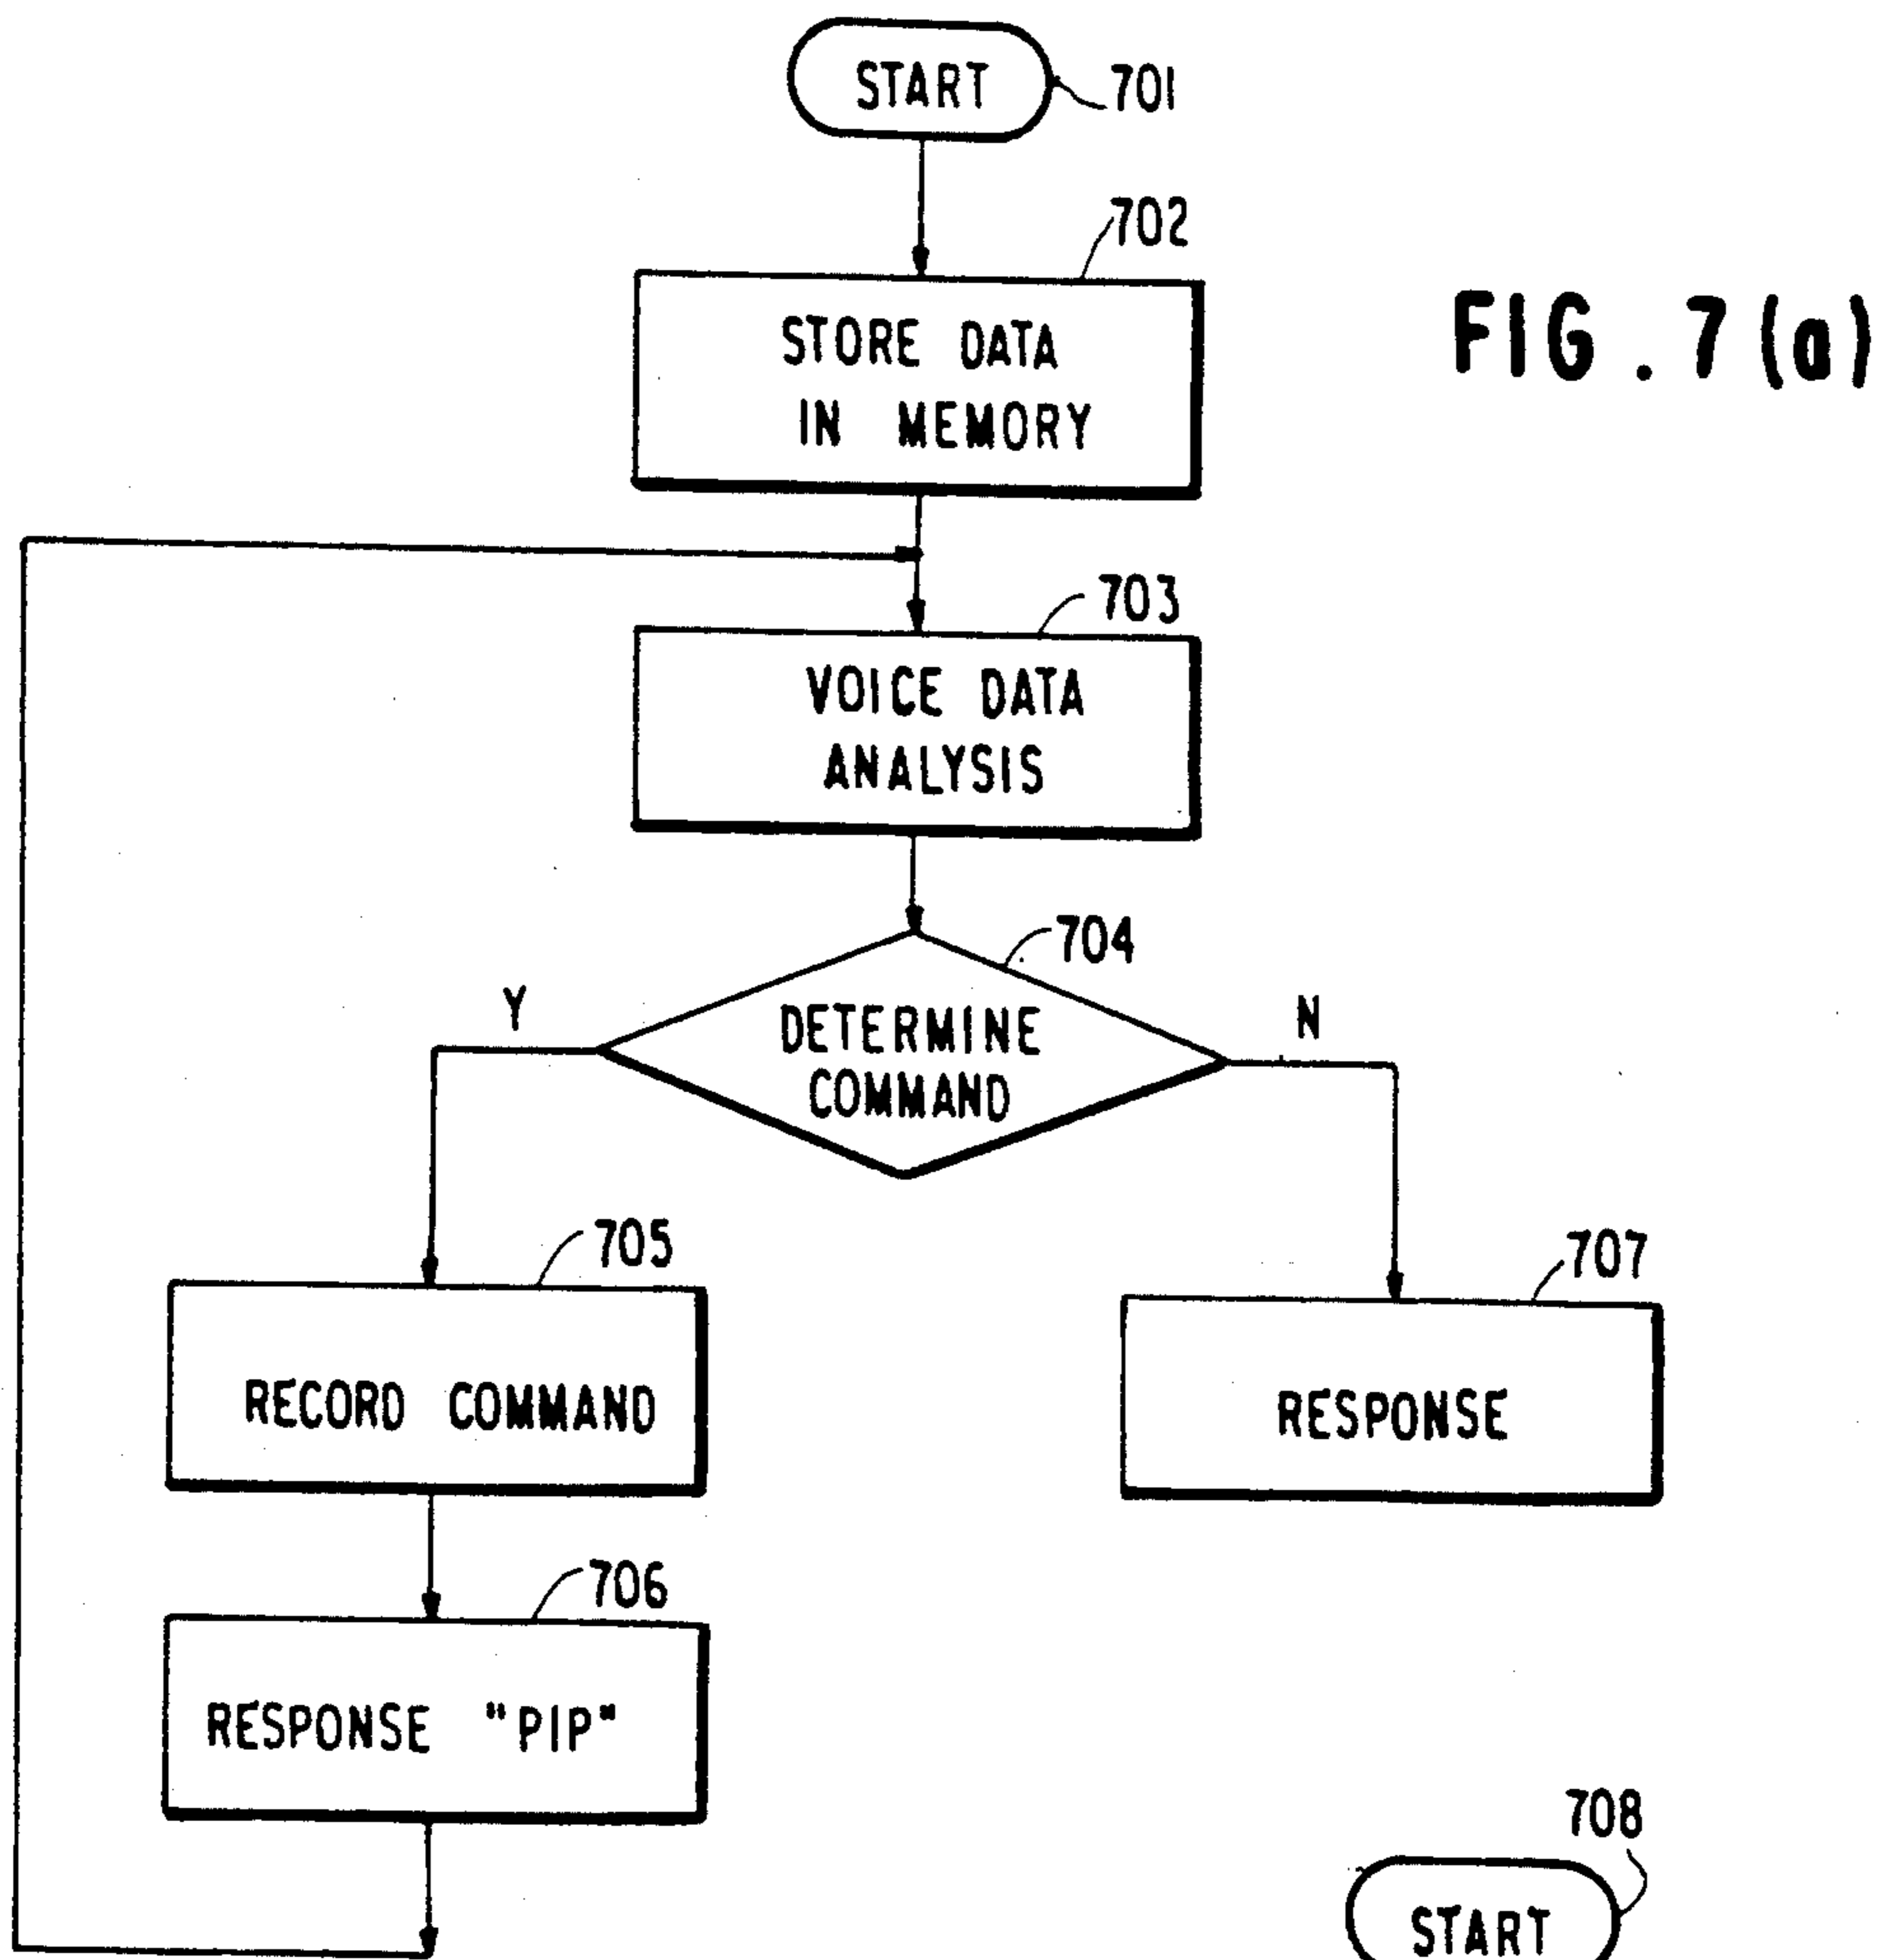 START
701
702
STORE DATA
IN MEMORY
FIG. 7(a)
703
VOICE DATA
ANALYSIS
704
Y
N
DETERMINE
COMMAND
705
707
RECORD COMMAND
RESPONSE
706
RESPONSE "PIP"
708
START